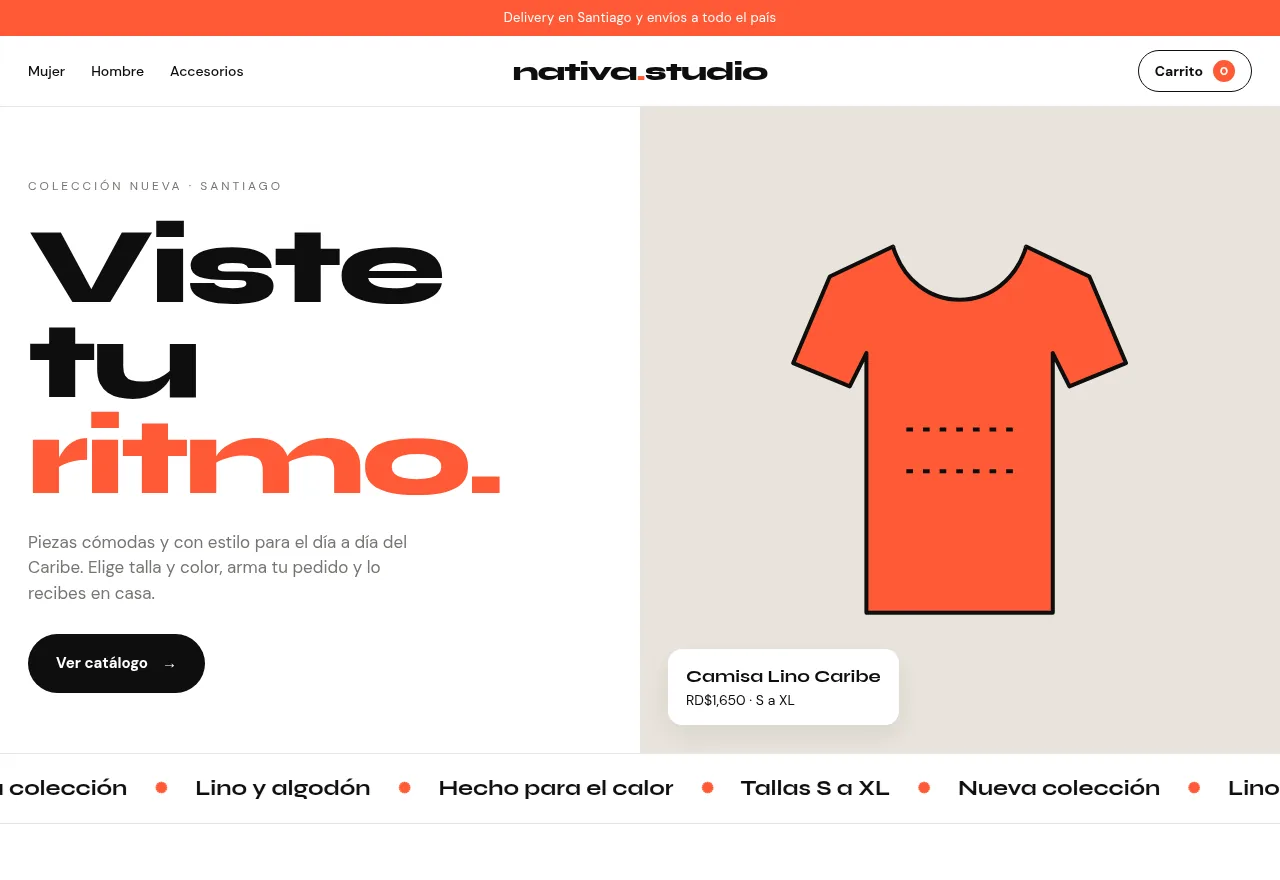 Delivery en Santiago y envíos a todo el país
Mujer Hombre Accesorios nativa.studio Carrito 0
COLECCIÓN NUEVA · SANTIAGO
Viste
tu
ritmo.
Piezas cómodas y con estilo para el día a día del
Caribe. Elige talla y color, arma tu pedido y lo
recibes en casa.
Ver catálogo →
Camisa Lino Caribe
RD$1,650 · S a XL
colección • Lino y algodón • Hecho para el calor • Tallas S a XL • Nueva colección • Lino